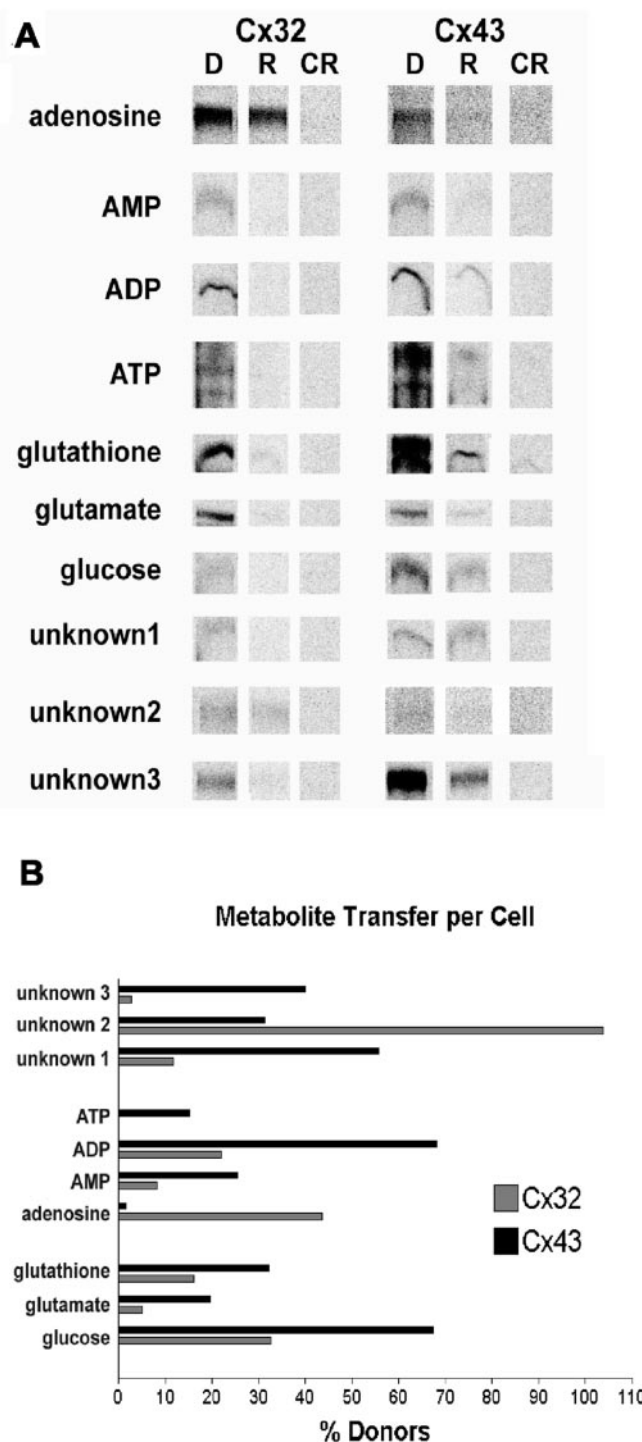 A
Cx32 Cx43
D R CR D R CR
adenosine
AMP
ADP
ATP
glutathione
glutamate
glucose
unknown1
unknown2
unknown3
B
Metabolite Transfer per Cell
unknown 3
unknown 2
unknown 1
ATP
ADP
AMP
adenosine
glutathione
glutamate
glucose
Cx32
Cx43
0 10 20 30 40 50 60 70 80 90 100 110
% Donors